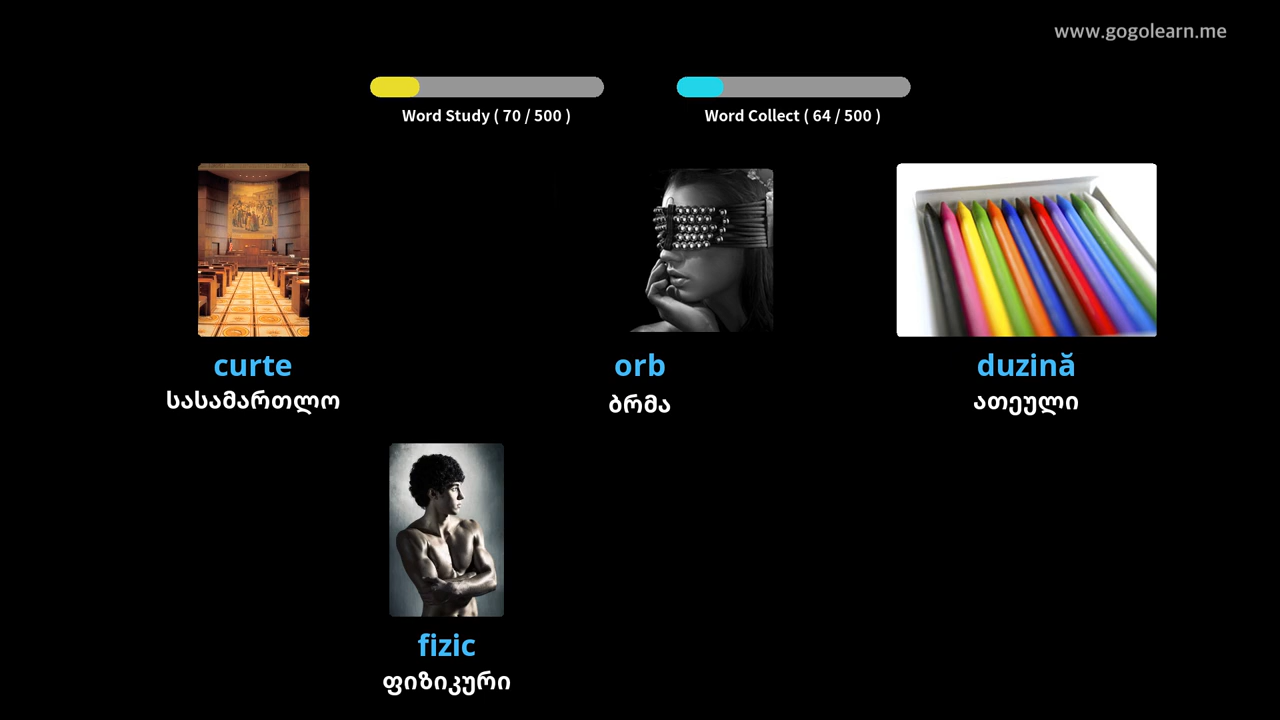 www.gogolearn.me
Word Study ( 70 / 500 )
Word Collect ( 64 / 500 )
curte
სასამართლო
orb
ბრმა
duzină
ათეული
fizic
ფიზიკური